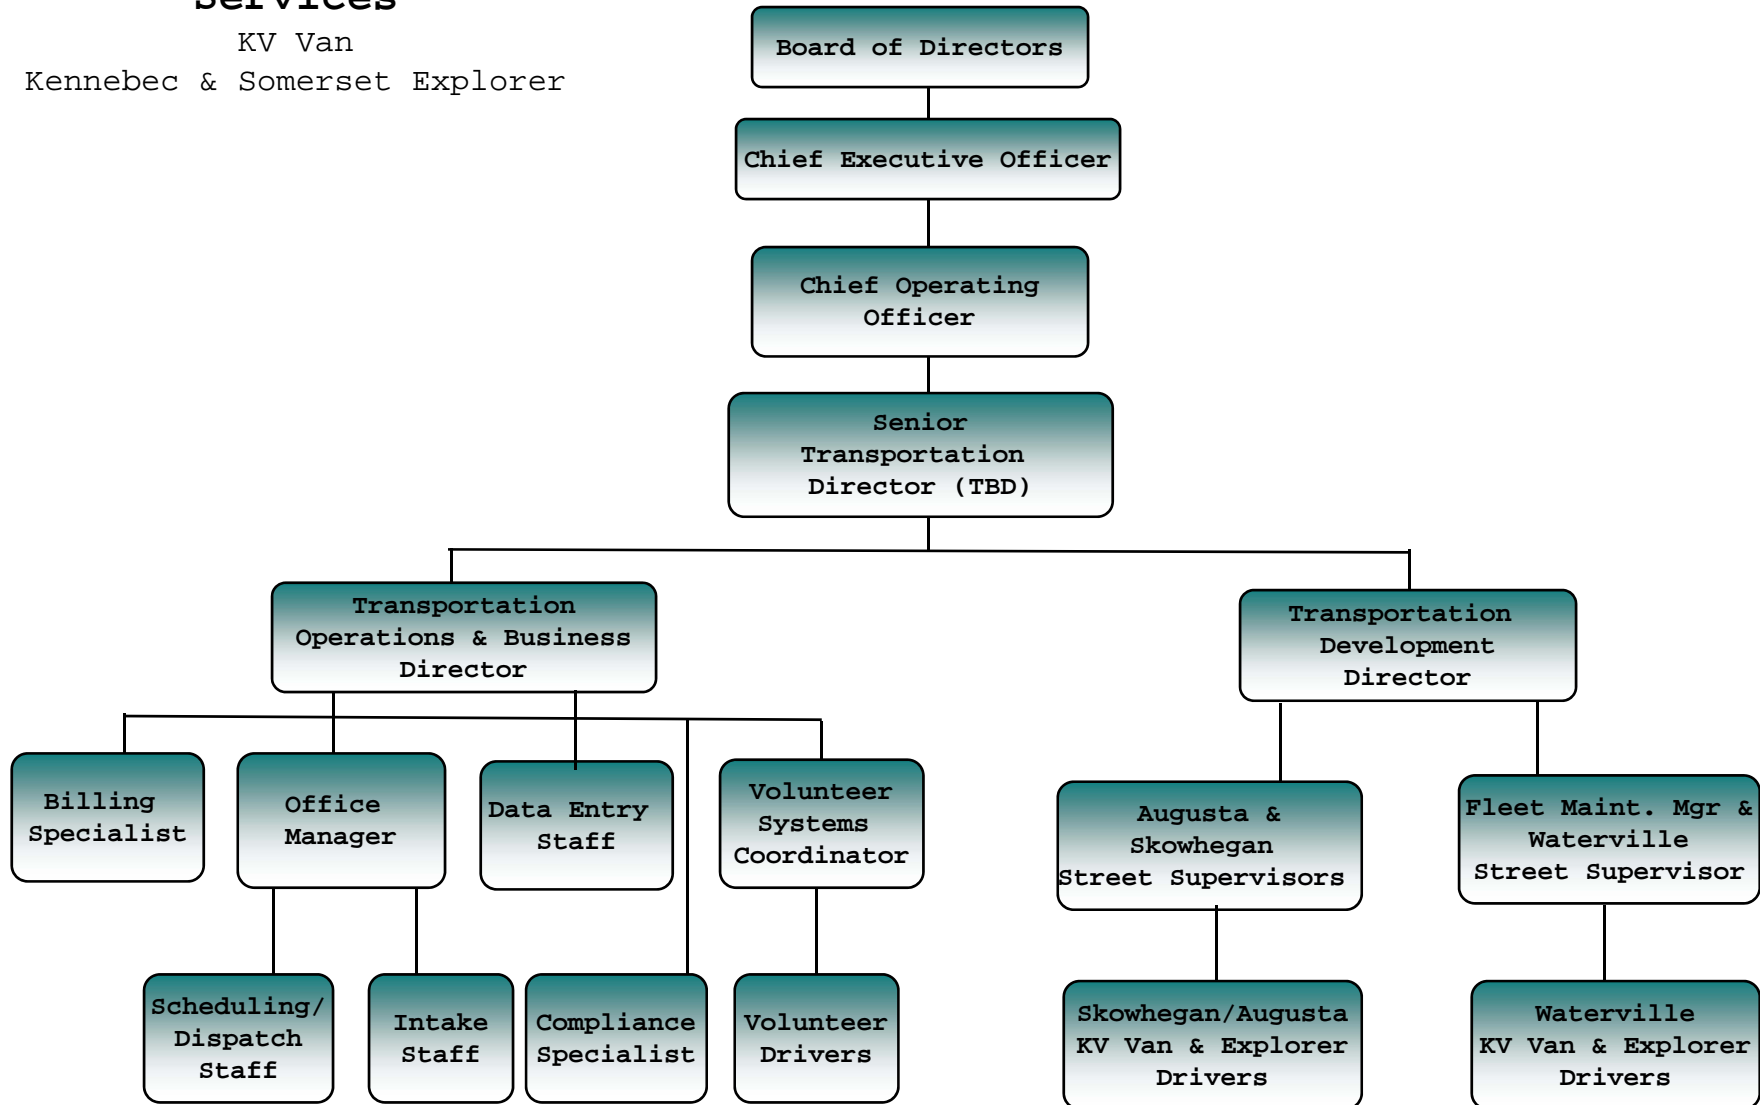 Services
KV Van
Kennebec & Somerset Explorer
Board of Directors
Chief Executive Officer
Chief Operating
Officer
Senior
Transportation
Director (TBD)
Transportation
Operations & Business
Director
Transportation
Development
Director
Billing
Specialist
Office
Manager
Data Entry
Staff
Volunteer
Systems
Coordinator
Augusta &
Skowhegan
Street Supervisors
Fleet Maint. Mgr &
Waterville
Street Supervisor
Scheduling/
Dispatch
Staff
Intake
Staff
Compliance
Specialist
Volunteer
Drivers
Skowhegan/Augusta
KV Van & Explorer
Drivers
Waterville
KV Van & Explorer
Drivers